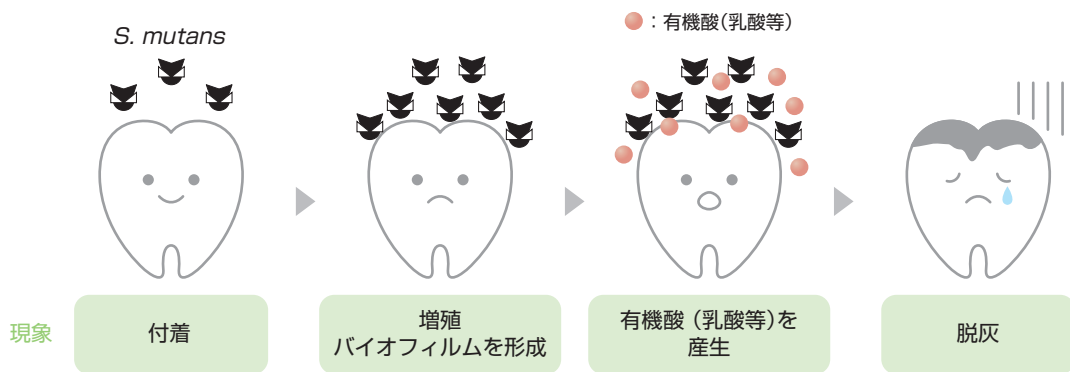 S. mutans
：有機酸（乳酸等）
現象
付着
増殖
バイオフィルムを形成
有機酸（乳酸等）を
産生
脱灰